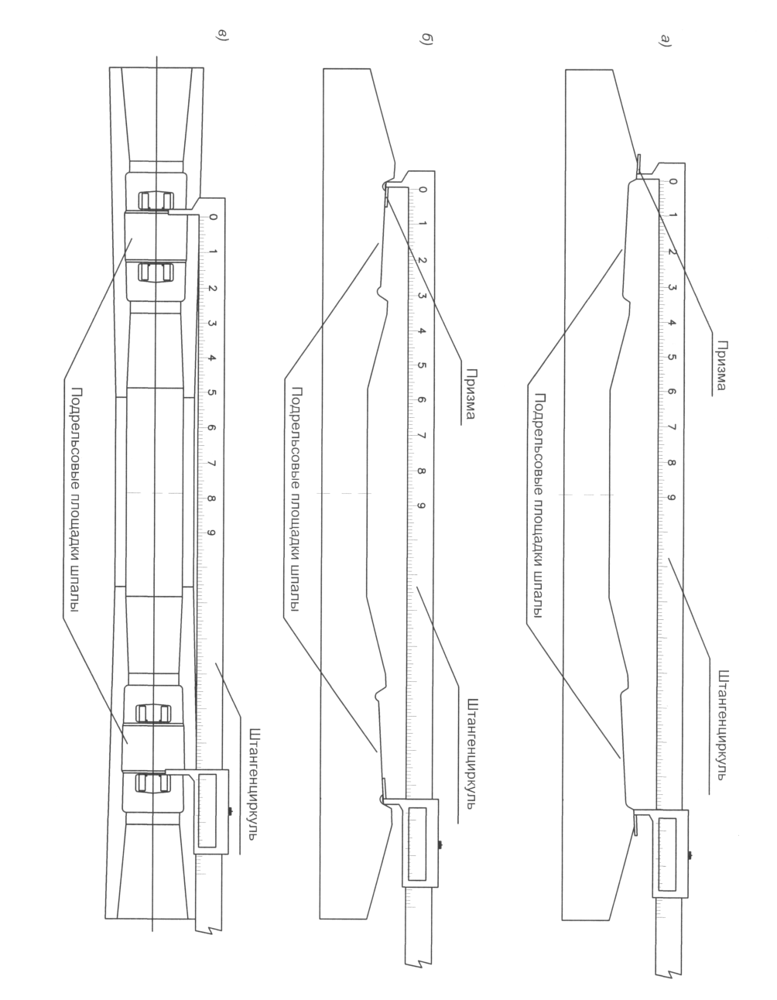 а)
Призма
0 1 2 3 4 5 6 7 8 9
Подрельсовые площадки шпалы
Штангенциркуль
б)
Призма
0 1 2 3 4 5 6 7 8 9
Подрельсовые площадки шпалы
Штангенциркуль
в)
0 1 2 3 4 5 6 7 8 9
Подрельсовые площадки шпалы
Штангенциркуль